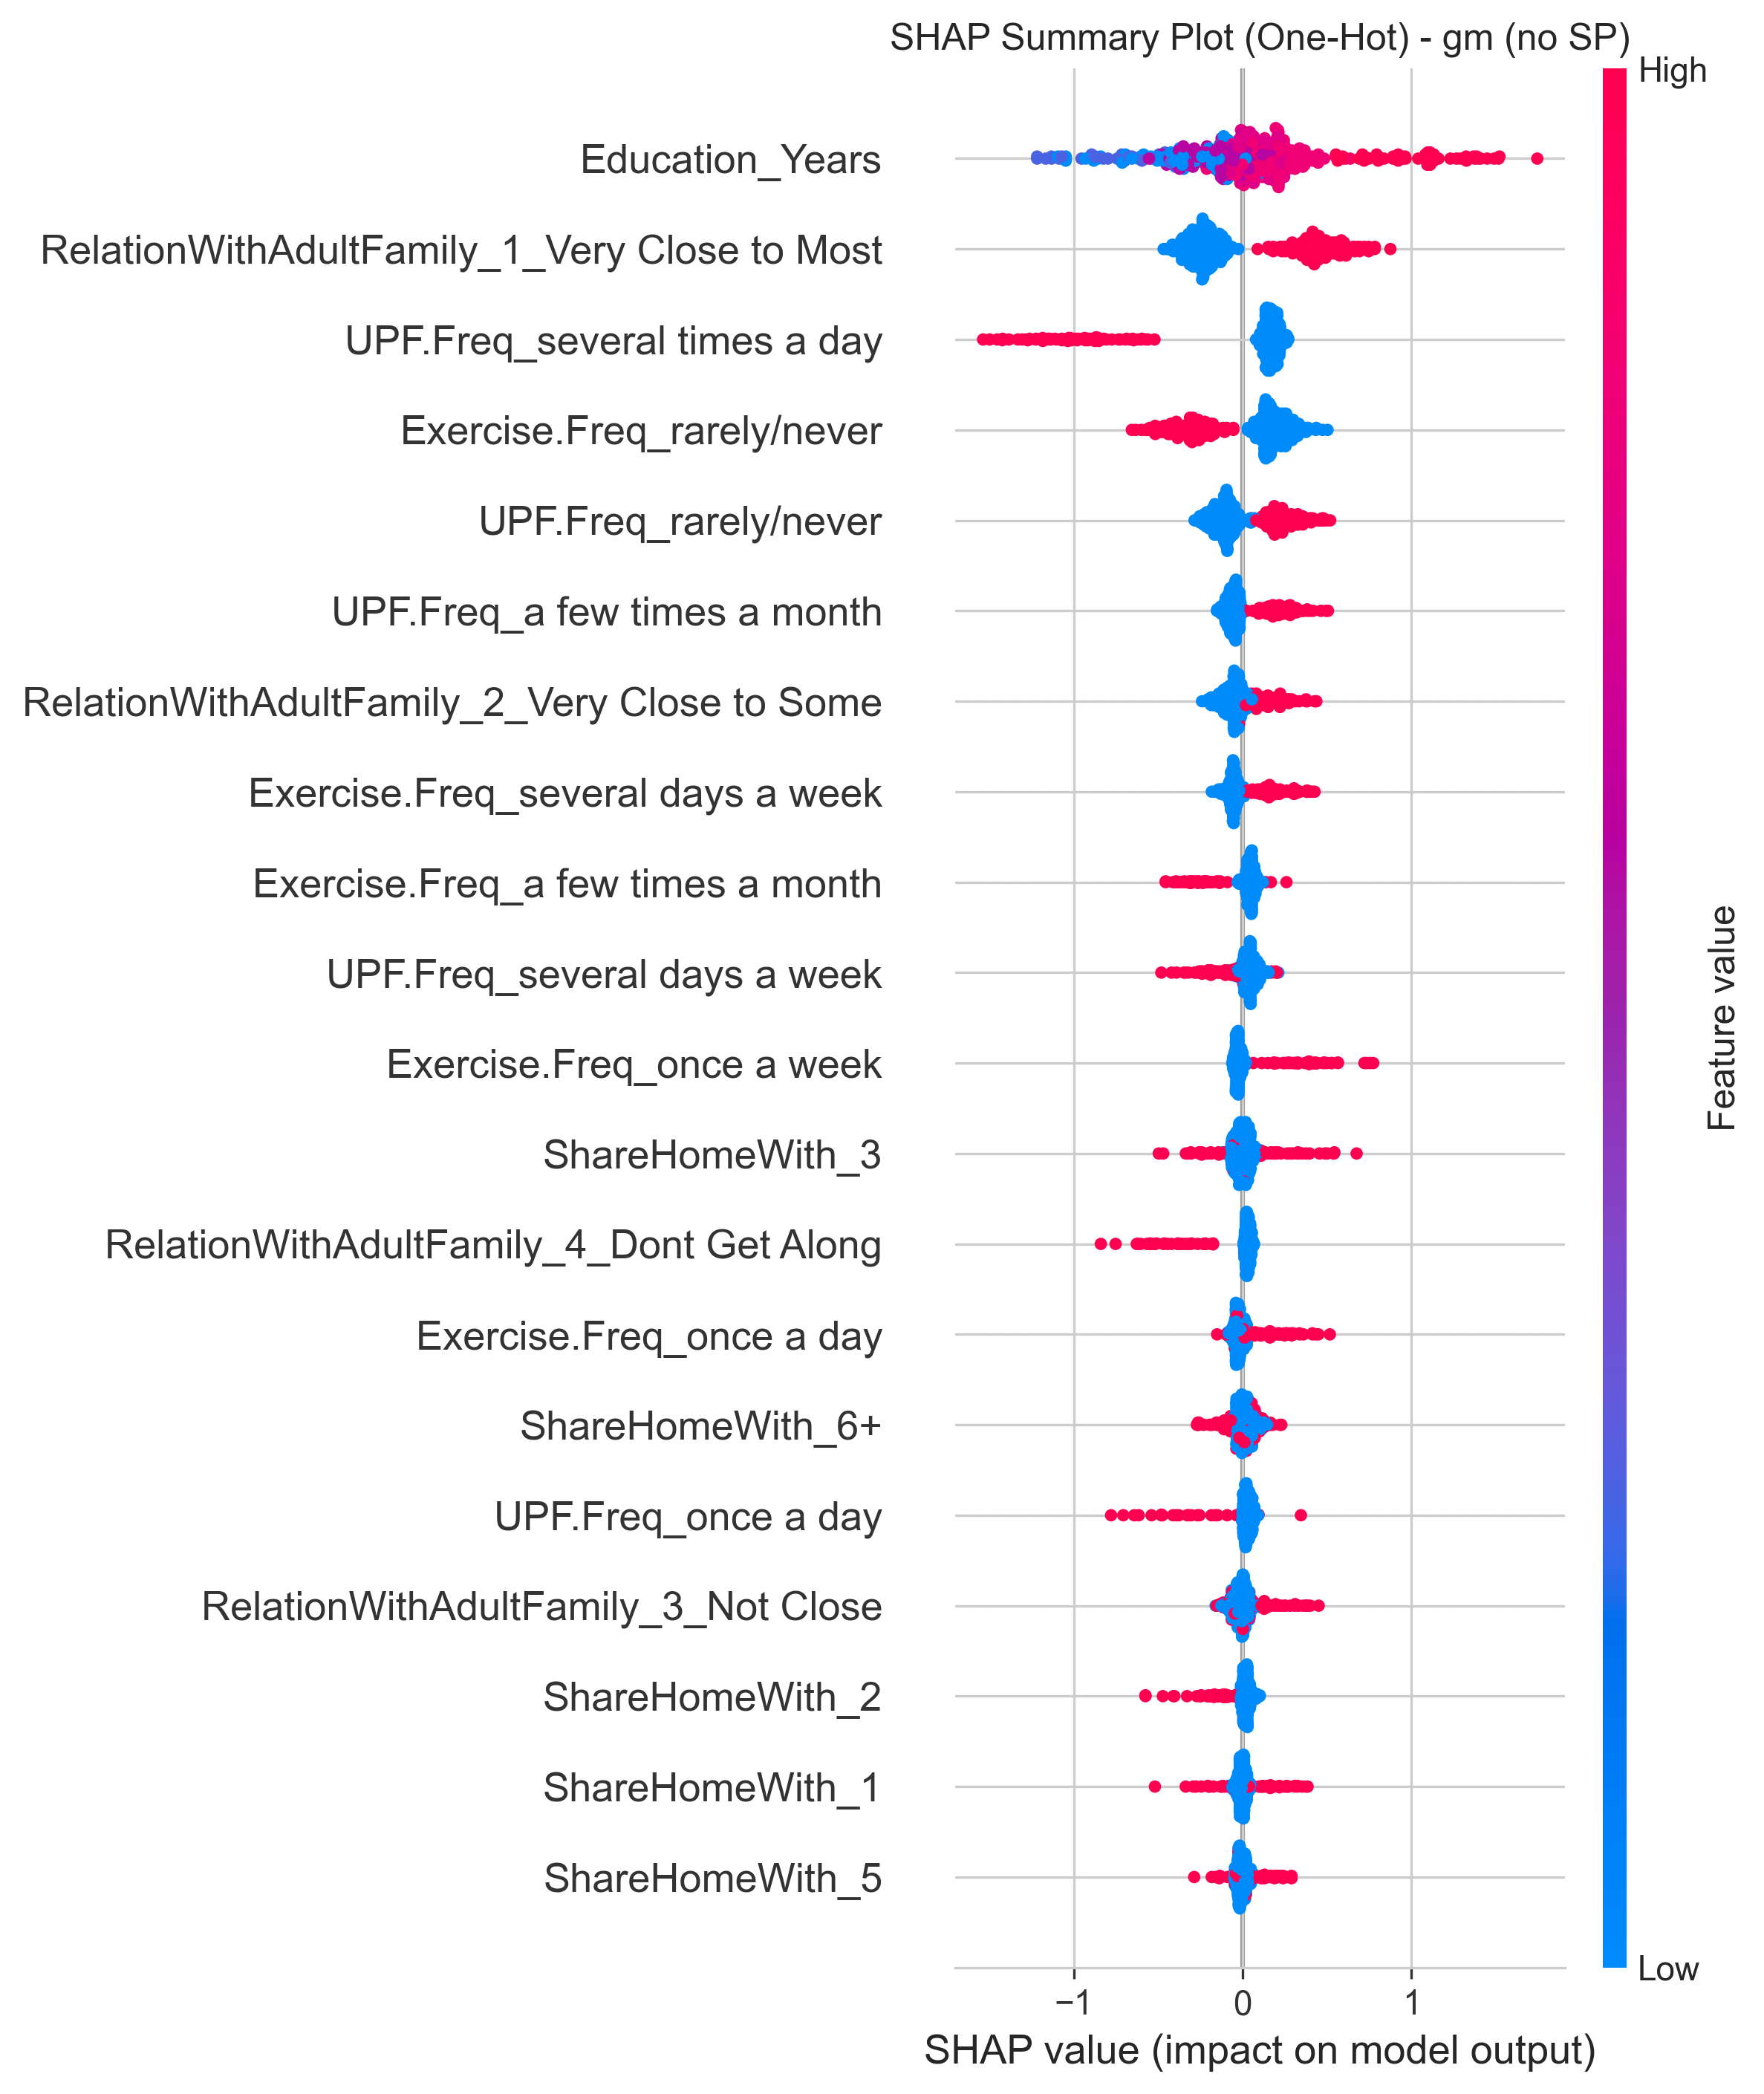 SHAP Summary Plot (One-Hot) - gm (no SP)
High
Education_Years
RelationWithAdultFamily_1_Very Close to Most
UPF.Freq_several times a day
Exercise.Freq_rarely/never
UPF.Freq_rarely/never
UPF.Freq_a few times a month
RelationWithAdultFamily_2_Very Close to Some
Exercise.Freq_several days a week
Exercise.Freq_a few times a month
UPF.Freq_several days a week
Exercise.Freq_once a week
ShareHomeWith_3
RelationWithAdultFamily_4_Dont Get Along
Exercise.Freq_once a day
ShareHomeWith_6+
UPF.Freq_once a day
RelationWithAdultFamily_3_Not Close
ShareHomeWith_2
ShareHomeWith_1
ShareHomeWith_5
Feature value
Low
−1 0 1
SHAP value (impact on model output)